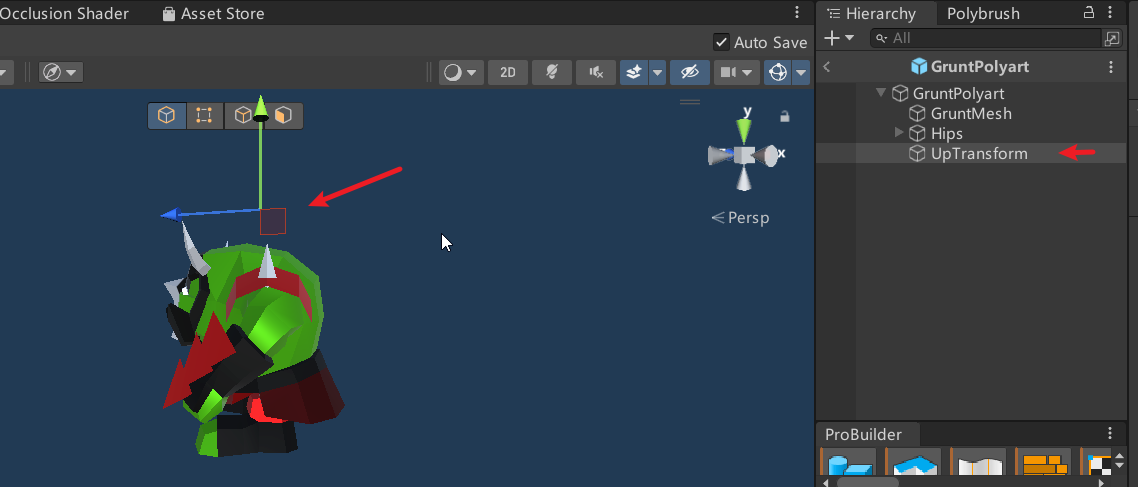 Occlusion Shader
Asset Store
Auto Save
2D
y
x
Persp
Hierarchy
Polybrush
All
GruntPolyart
GruntPolyart
GruntMesh
Hips
UpTransform
ProBuilder